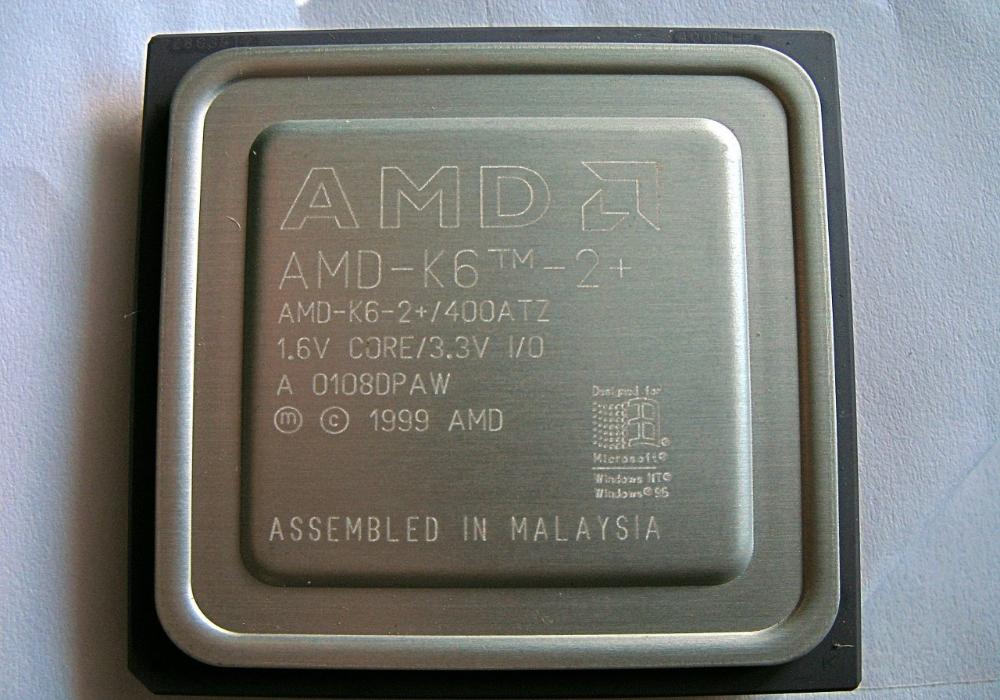 AMD
AMD-K6™-2+
AMD-K6-2+/400ATZ
1.6V CORE/3.3V I/O
A 0108DPAW
ⓜ © 1999 AMD
Designed for
Microsoft®
Windows NT®
Windows®95
ASSEMBLED IN MALAYSIA